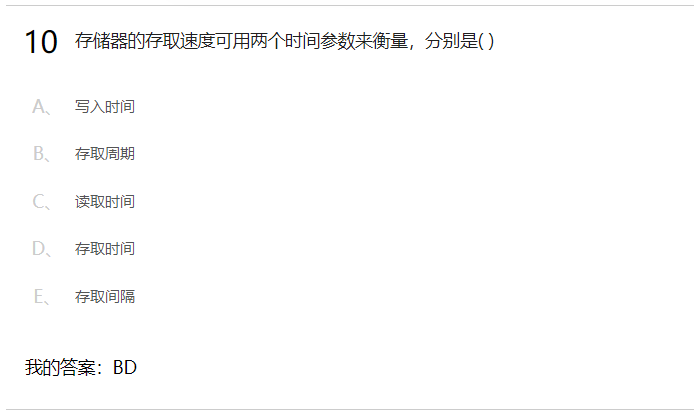 10 存储器的存取速度可用两个时间参数来衡量，分别是( )
A、 写入时间
B、 存取周期
C、 读取时间
D、 存取时间
E、 存取间隔
我的答案：BD